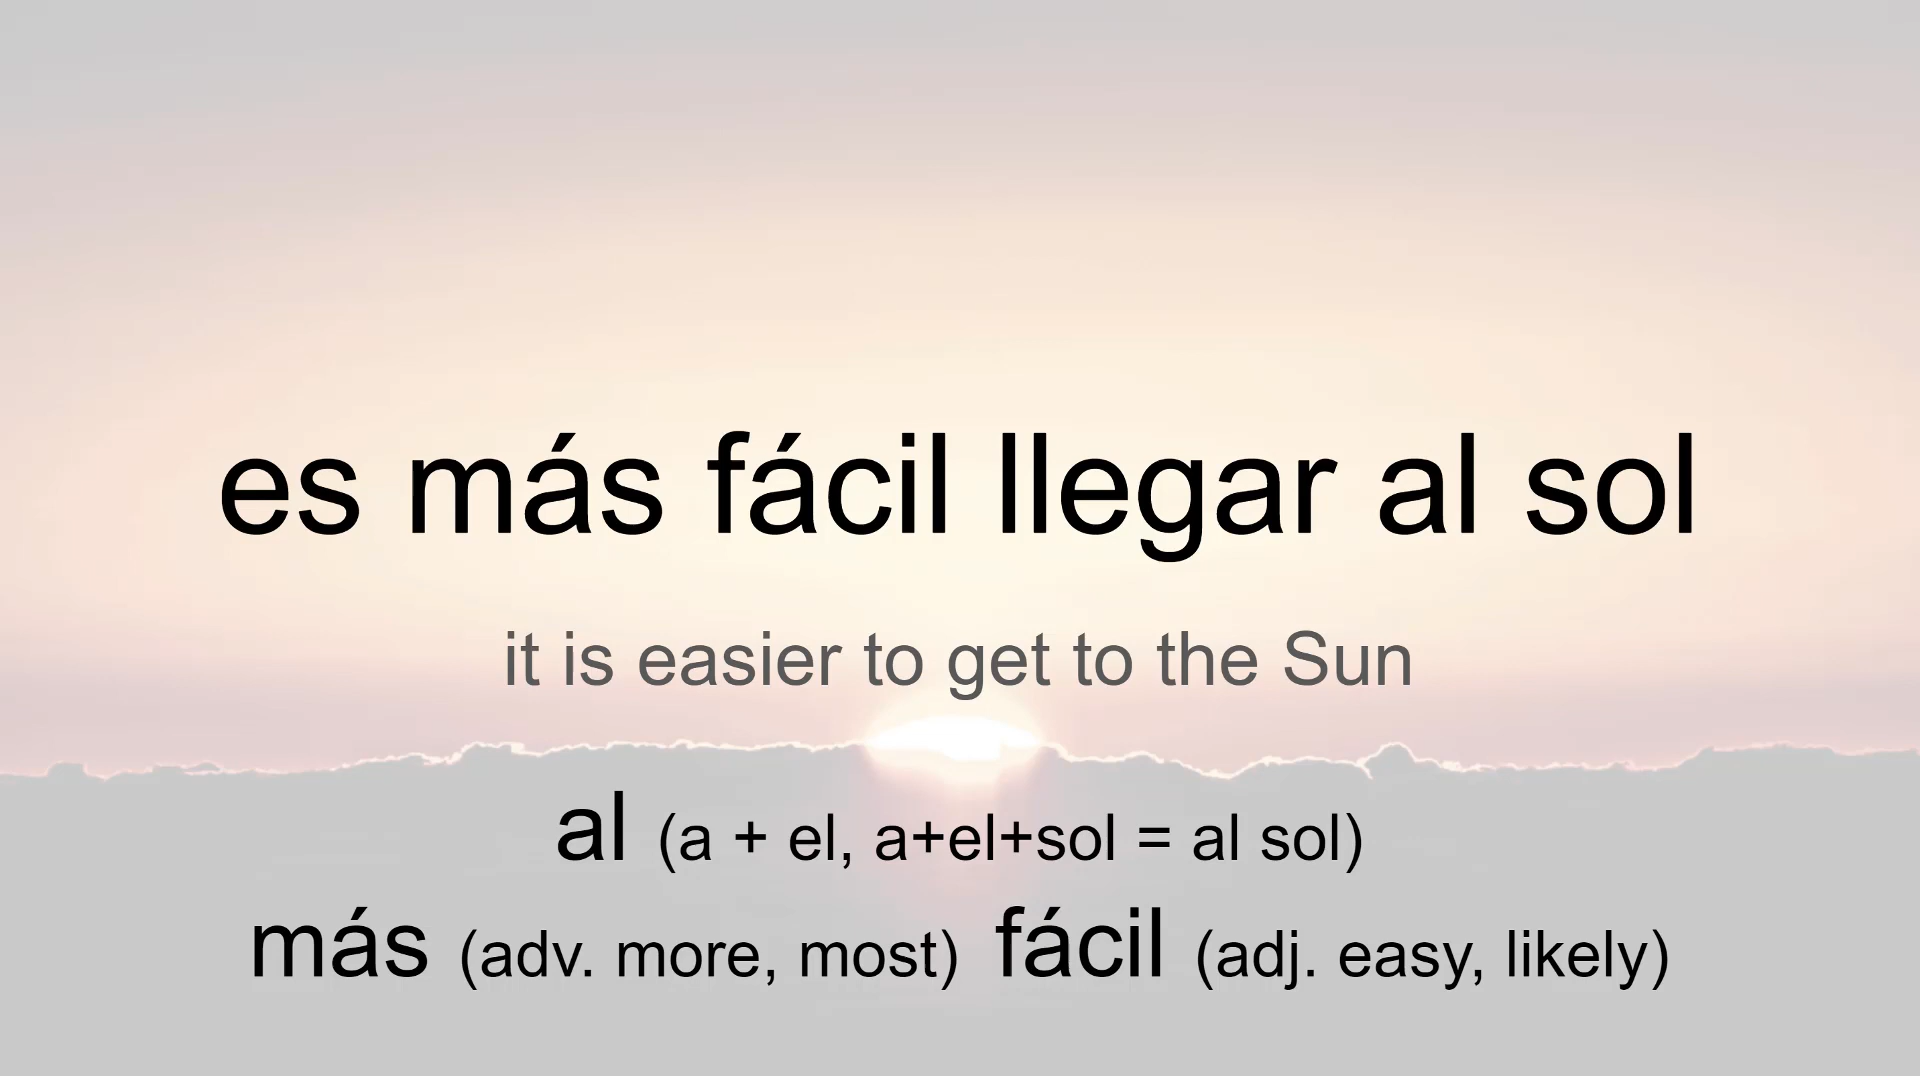 es más fácil llegar al sol
it is easier to get to the Sun
al (a + el, a+el+sol = al sol)
más (adv. more, most) fácil (adj. easy, likely)